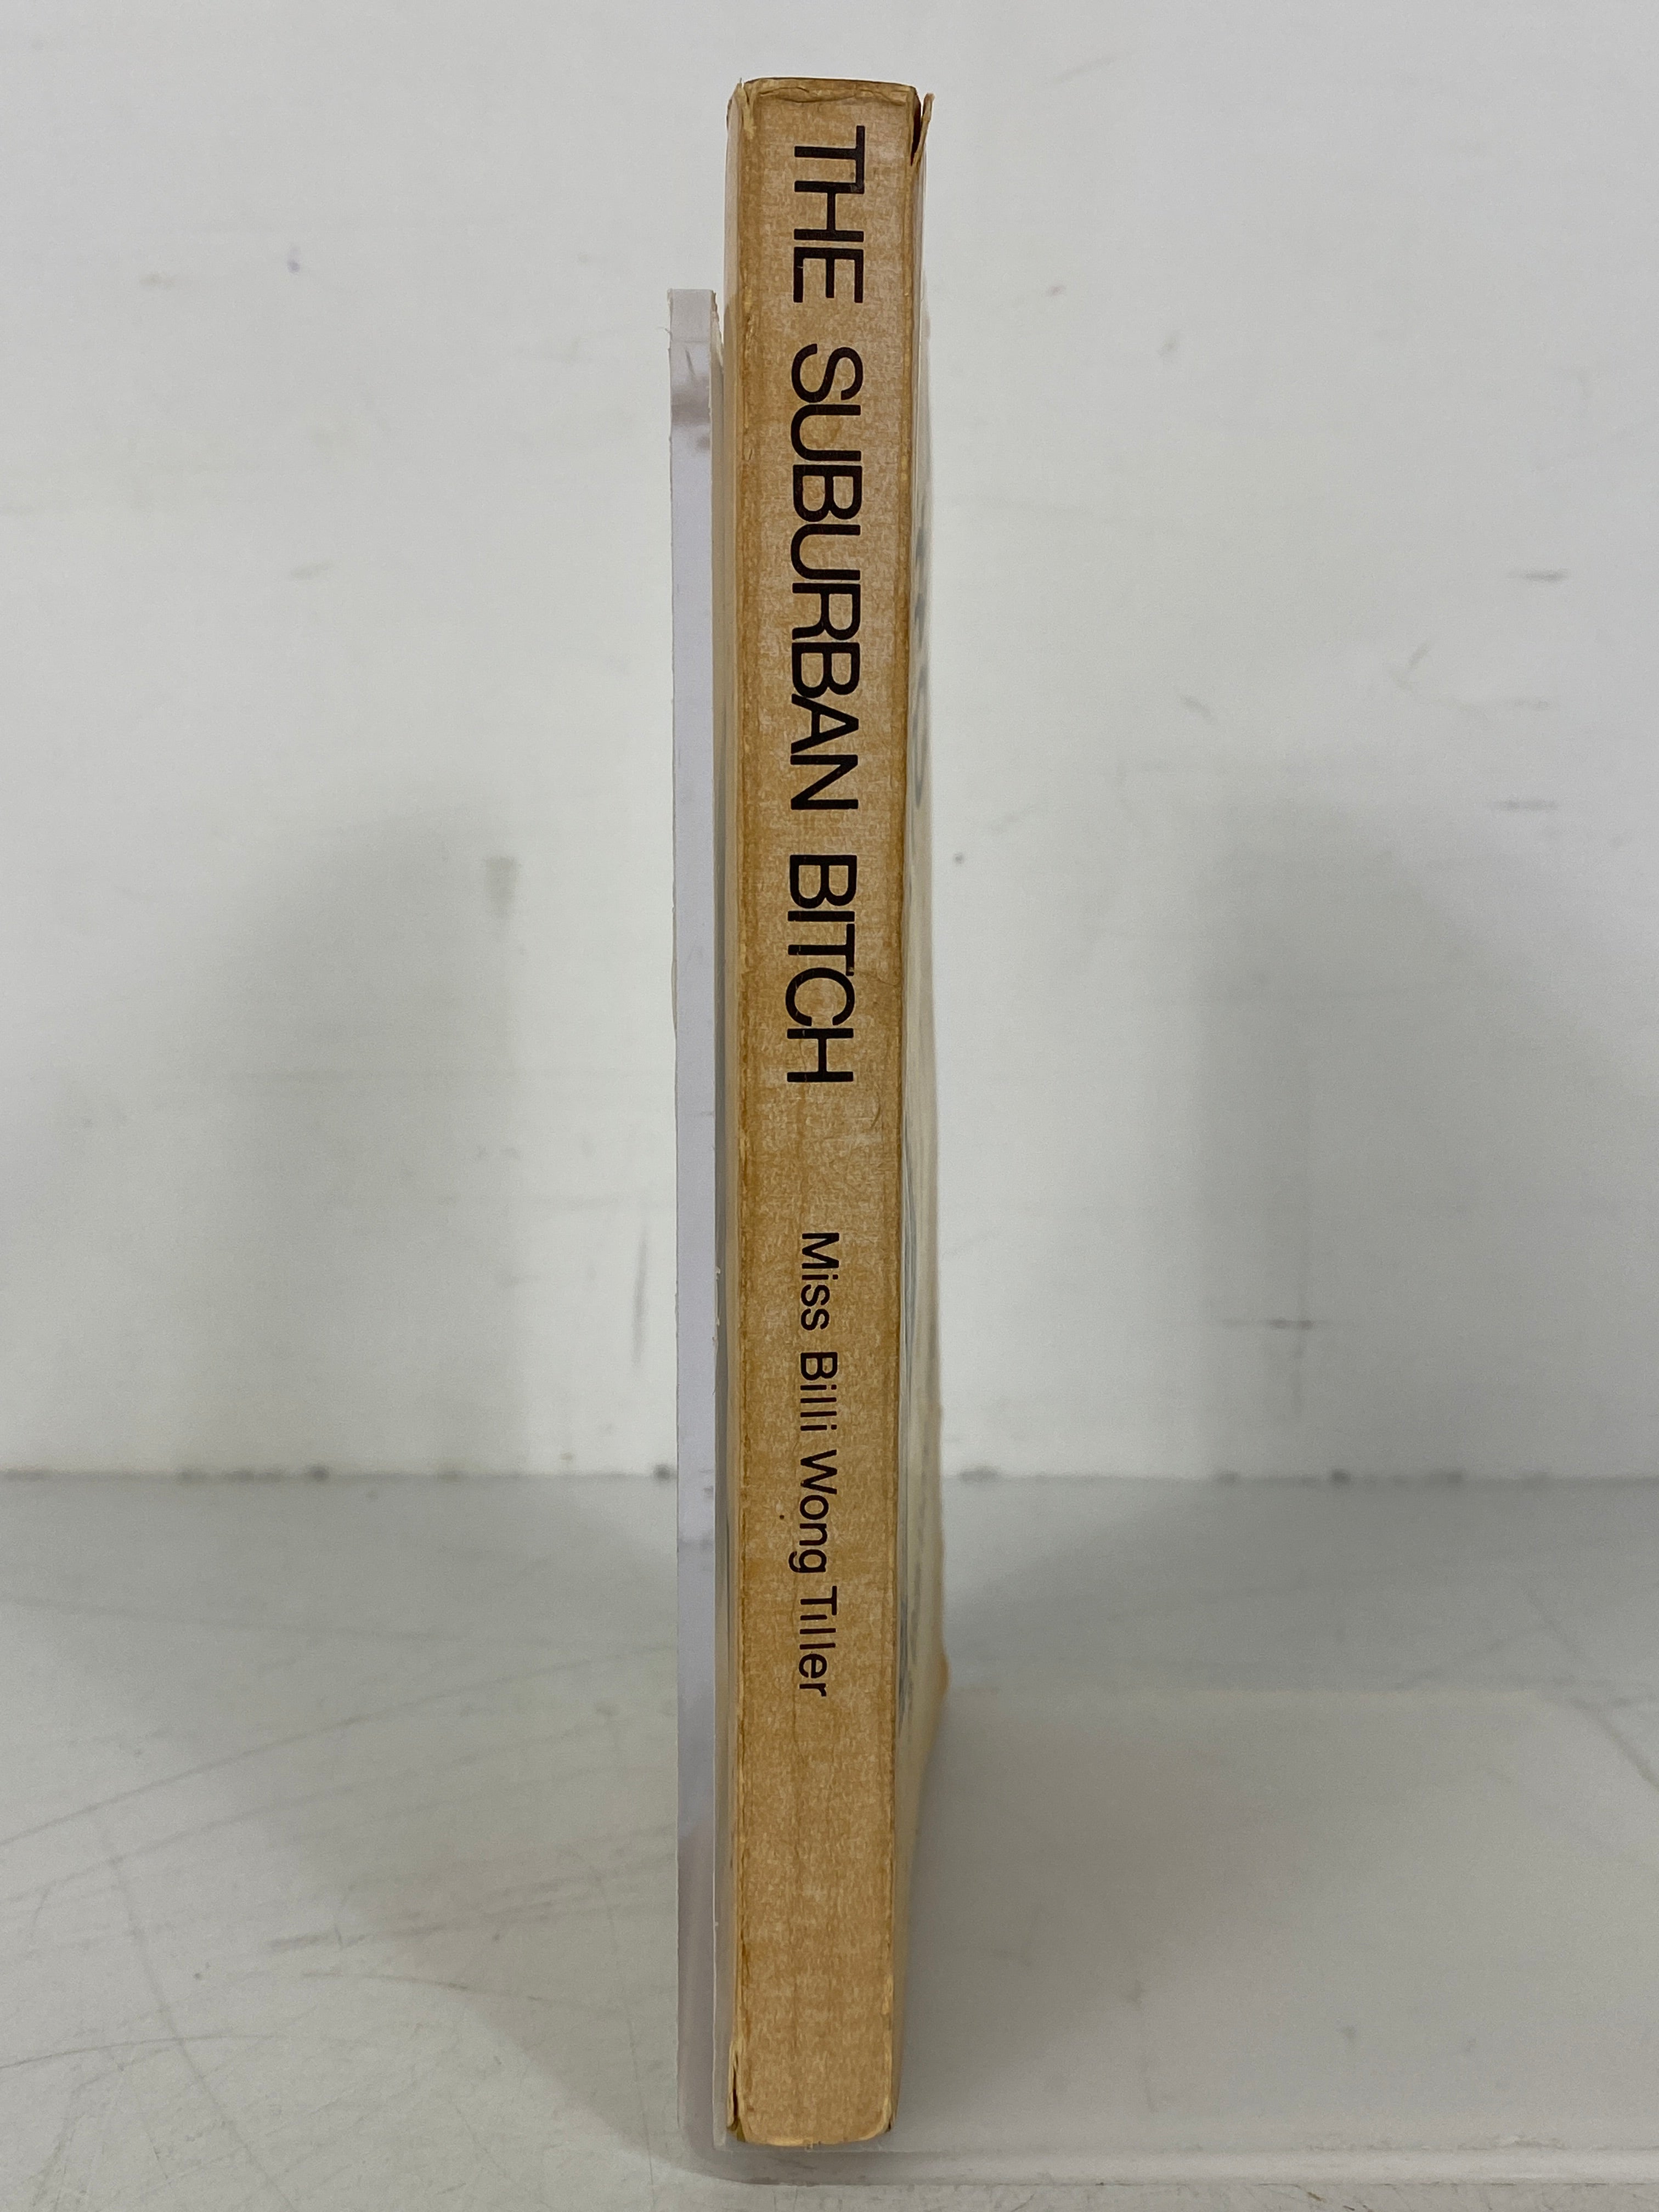 THE SUBURBAN BITCH
Miss Billi Wong Tiller